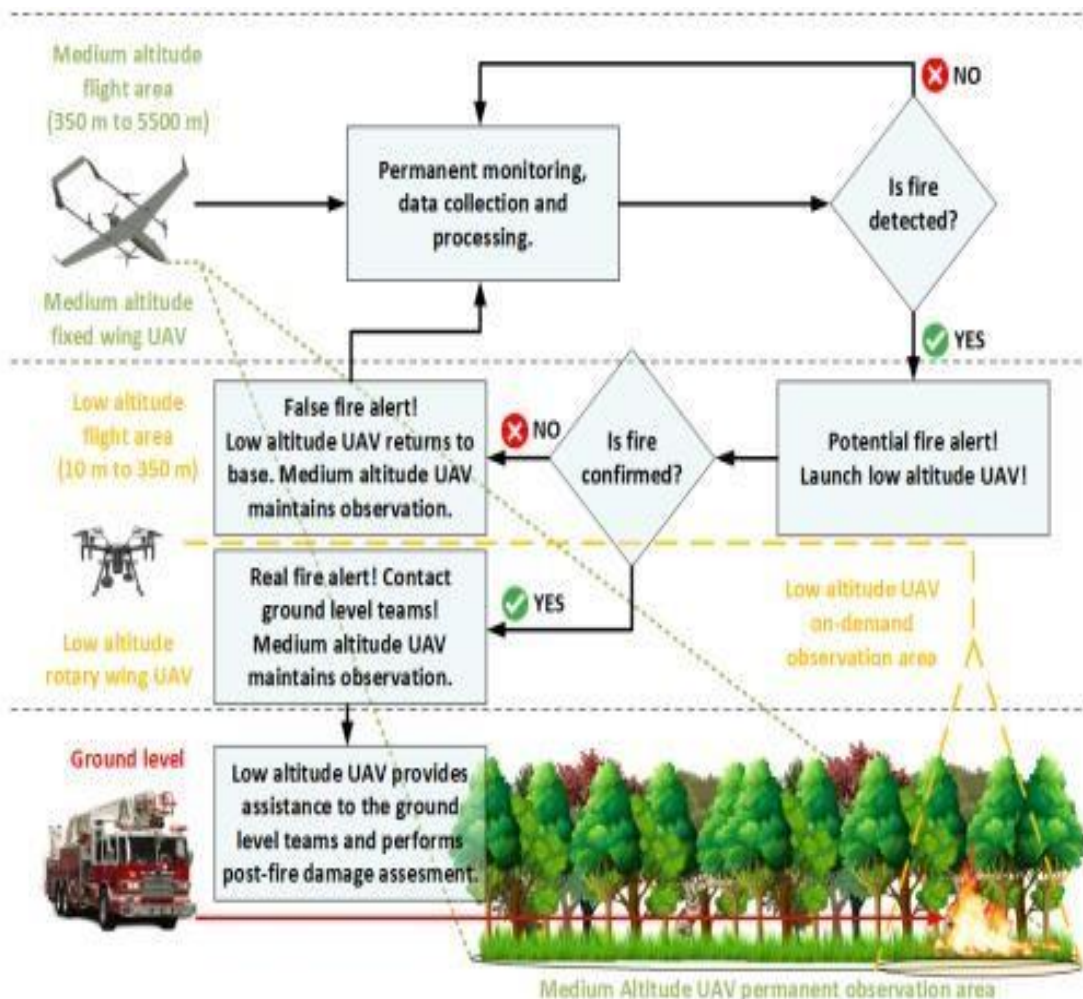 Medium altitude
flight area
(350 m to 5500 m)
NO
Permanent monitoring,
data collection and
processing.
Is fire
detected?
Medium altitude
fixed wing UAV
YES
Low altitude
flight area
(10 m to 350 m)
False fire alert!
Low altitude UAV returns to
base. Medium altitude UAV
maintains observation.
NO
Is fire
confirmed?
Potential fire alert!
Launch low altitude UAV!
Real fire alert! Contact
ground level teams!
Medium altitude UAV
maintains observation.
YES
Low altitude UAV
on-demand
observation area
Low altitude
rotary wing UAV
Ground level
Low altitude UAV provides
assistance to the ground
level teams and performs
post-fire damage assesment.
Medium Altitude UAV permanent observation area